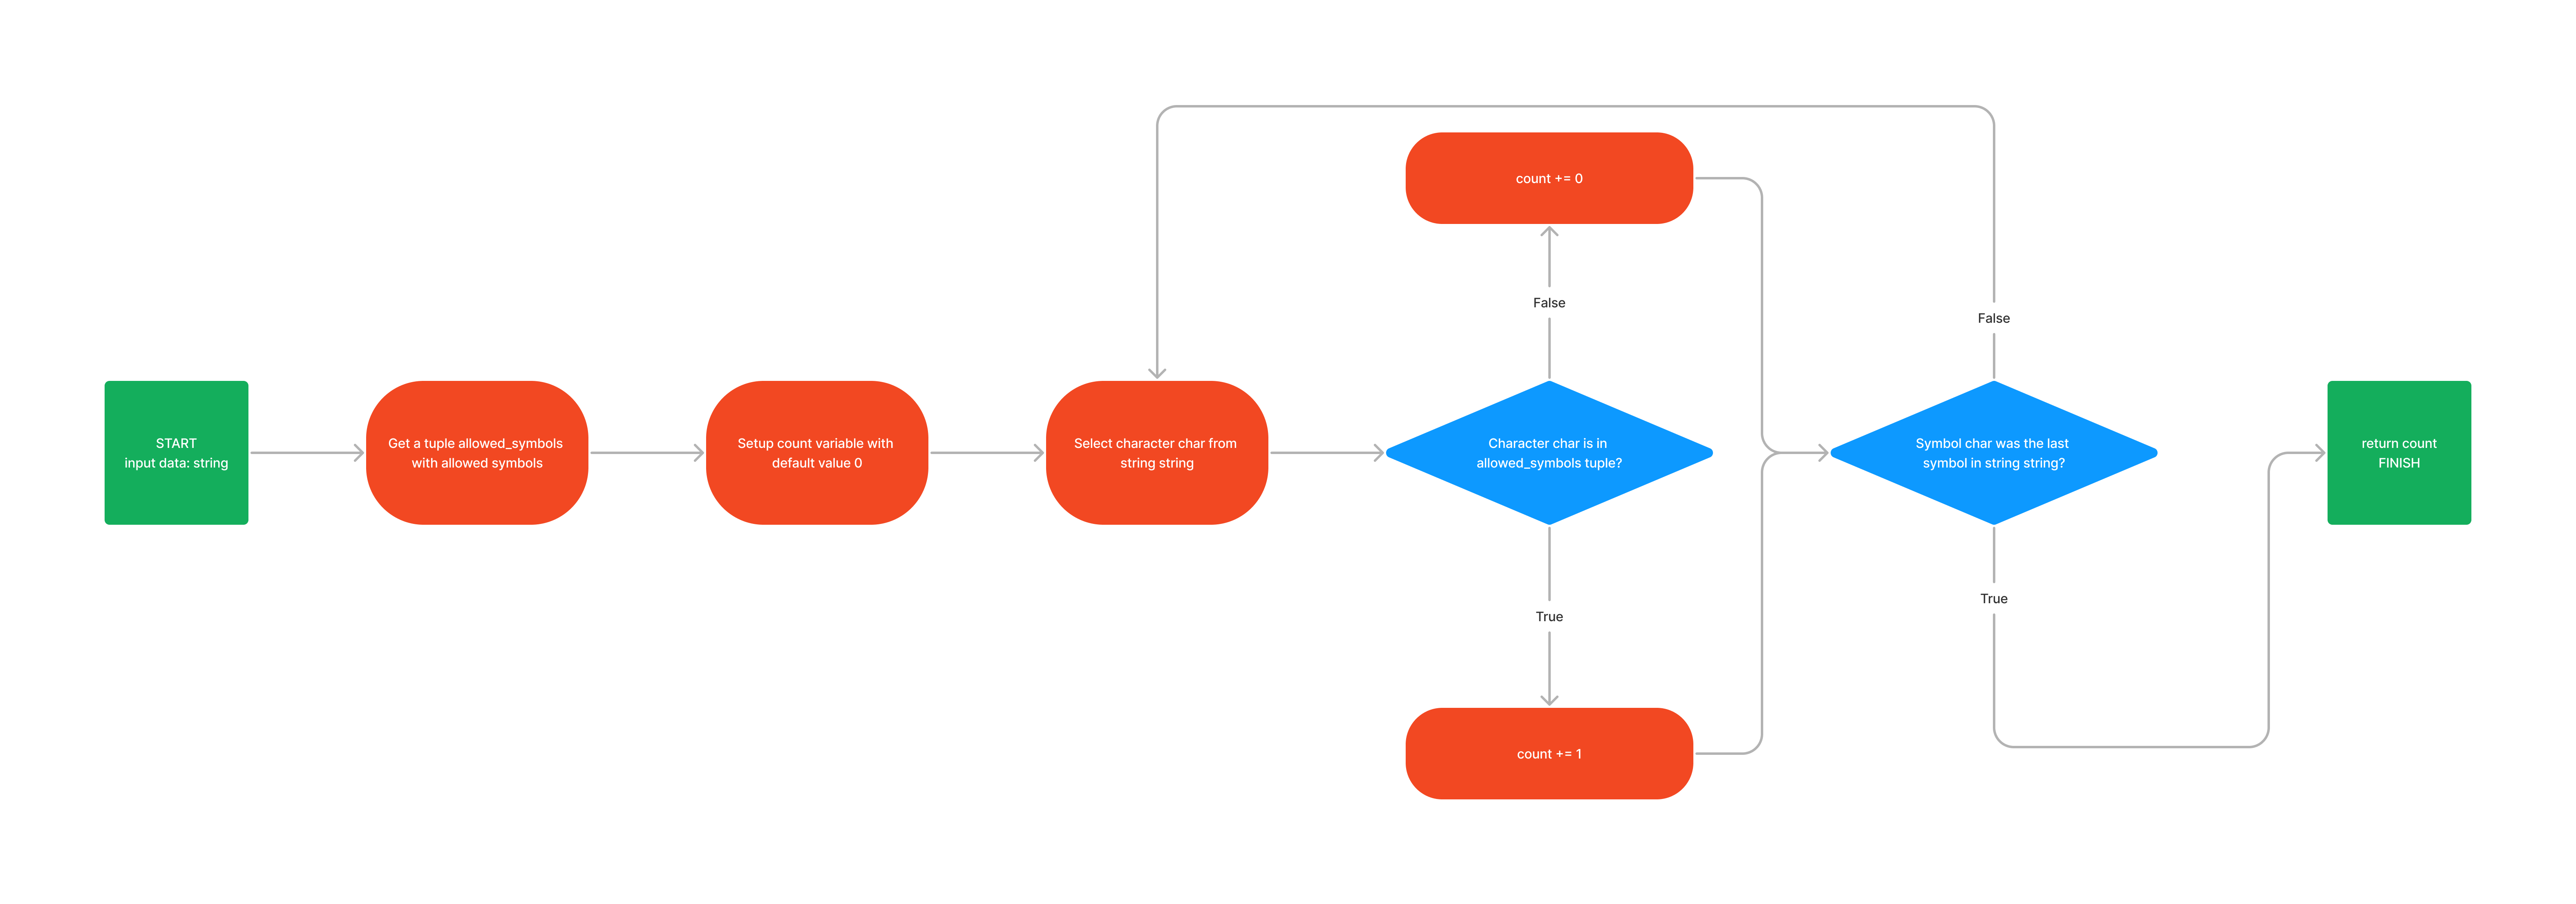 START
input data: string
Get a tuple allowed_symbols
with allowed symbols
Setup count variable with
default value 0
Select character char from
string string
count += 0
False
Character char is in
allowed_symbols tuple?
True
count += 1
False
Symbol char was the last
symbol in string string?
True
return count
FINISH